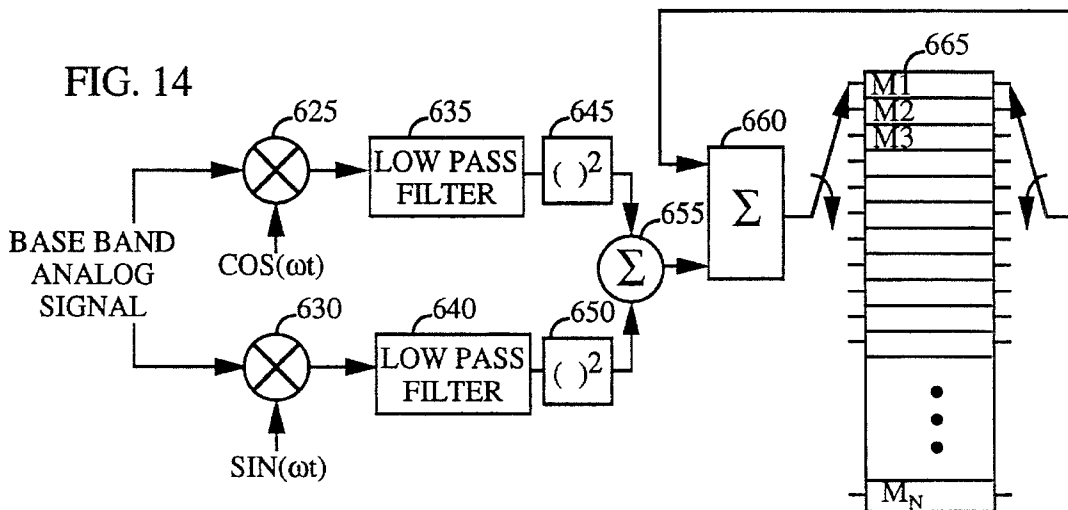 FIG. 14
625
635
645
660
665
M1
M2
M3
LOW PASS
FILTER
( )²
Σ
655
Σ
BASE BAND
ANALOG
SIGNAL
COS(ωt)
630
640
650
LOW PASS
FILTER
( )²
SIN(ωt)
M_N